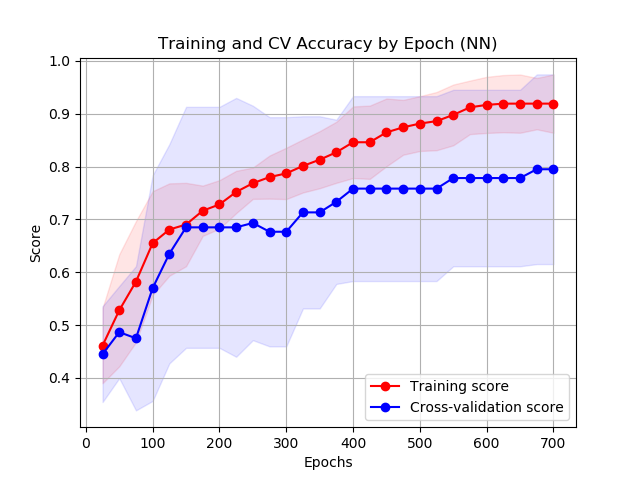 Training and CV Accuracy by Epoch (NN)
1.0
0.9
0.8
0.7
0.6
0.5
0.4
Score
0 100 200 300 400 500 600 700
Epochs
Training score
Cross-validation score